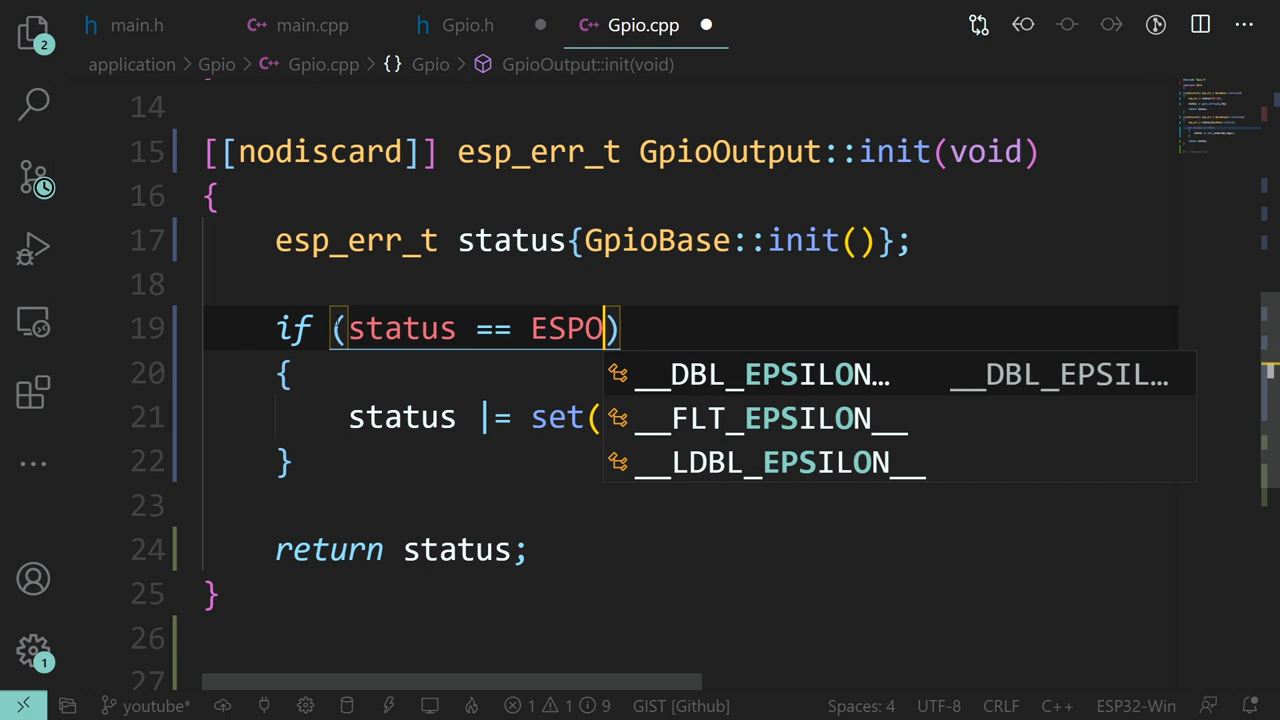 main.h main.cpp Gpio.h Gpio.cpp
application > Gpio > Gpio.cpp > {} Gpio > GpioOutput::init(void)
14
15 [[nodiscard]] esp_err_t GpioOutput::init(void)
16 {
17 esp_err_t status{GpioBase::init()};
18
19 if (status == ESPO)
20 { __DBL_EPSILON… __DBL_EPSIL…
21 status |= set( __FLT_EPSILON__
22 } __LDBL_EPSILON__
23
24 return status;
25 }
26
27
2
1
youtube* 1 1 9 GIST [Github] Spaces: 4 UTF-8 CRLF C++ ESP32-Win